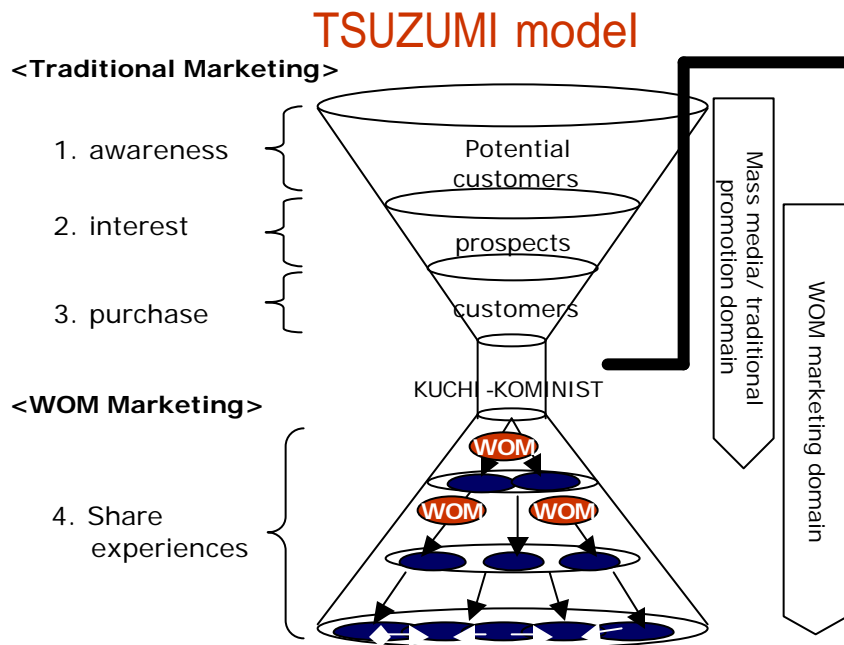 TSUZUMI model
<Traditional Marketing>
1. awareness
2. interest
3. purchase
Potential
customers
prospects
customers
KUCHI-KOMINIST
<WOM Marketing>
4. Share
experiences
WOM
WOM
WOM
Mass media/ traditional
promotion domain
WOM marketing domain